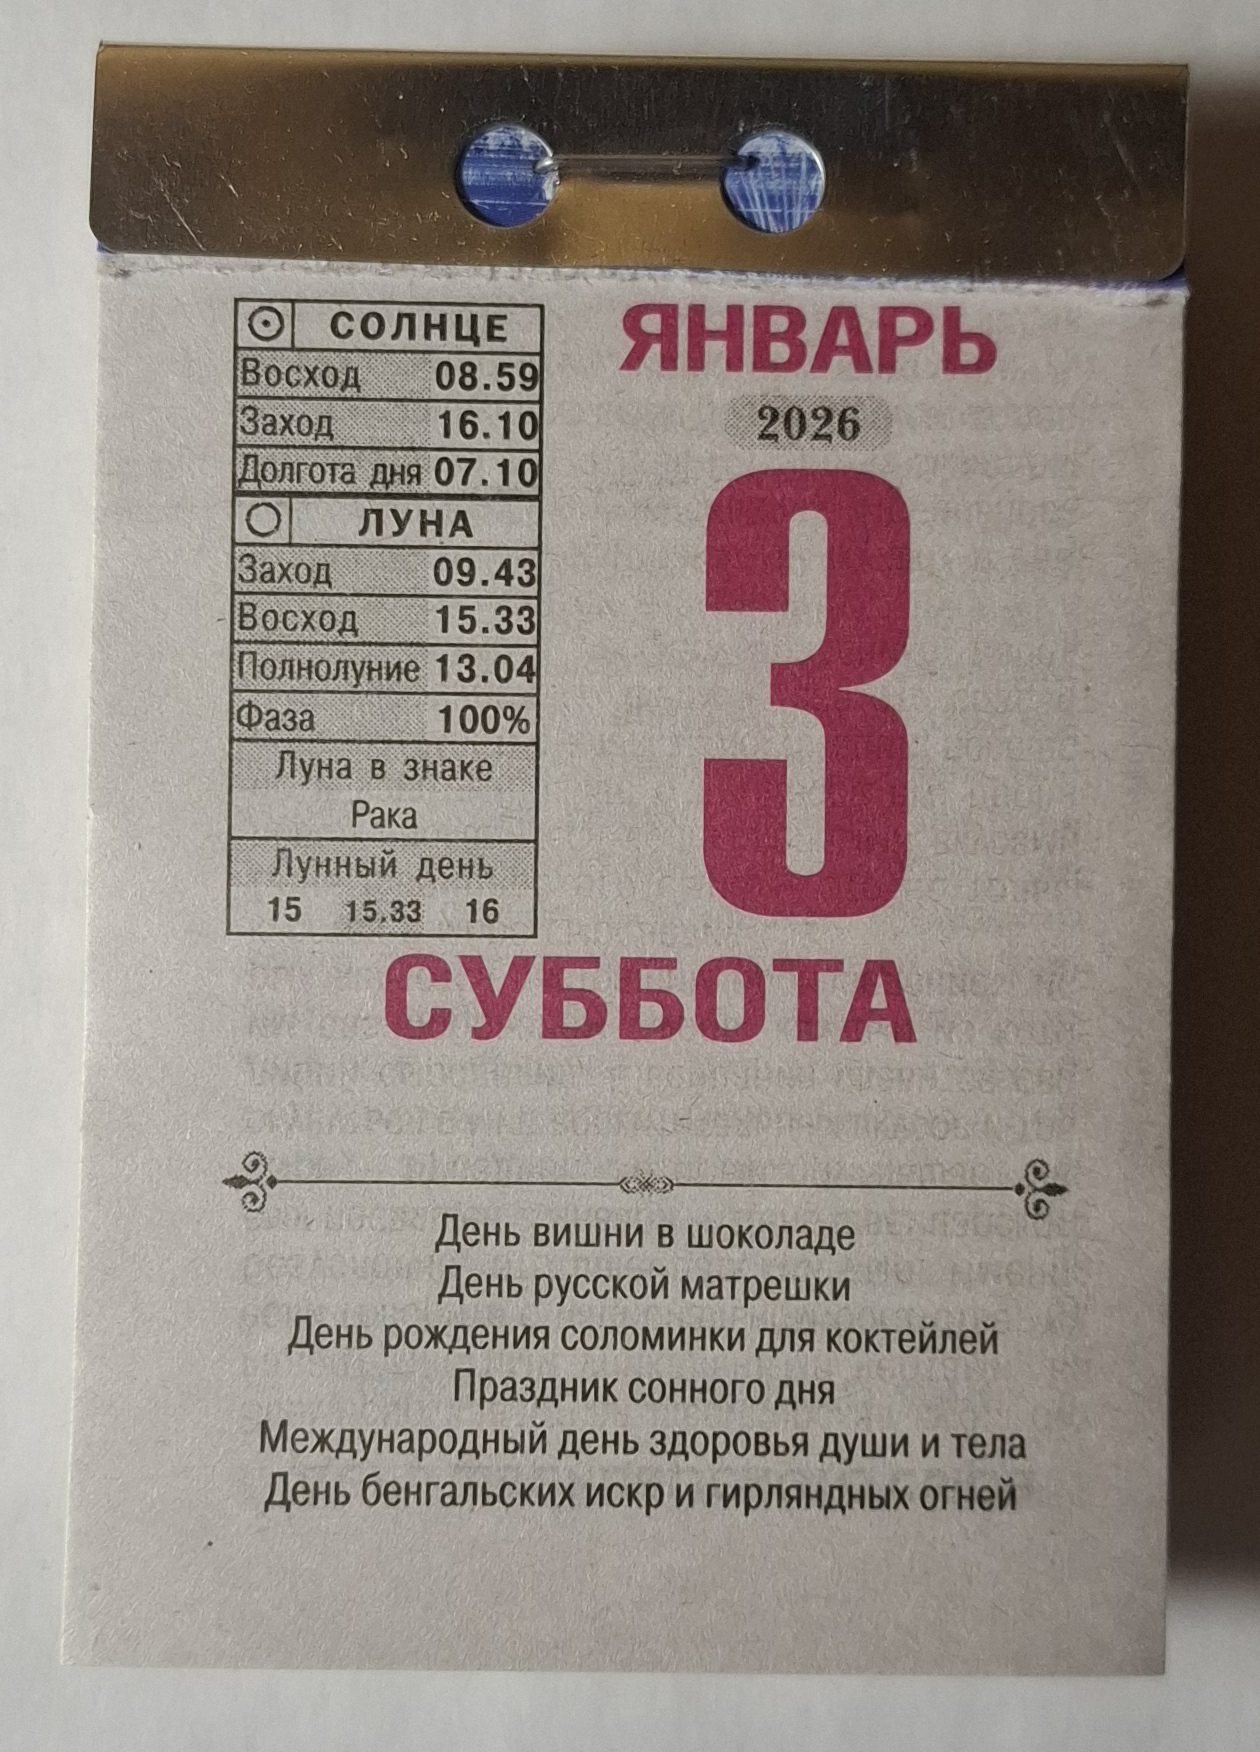 СОЛНЦЕ
Восход 08.59
Заход 16.10
Долгота дня 07.10
ЛУНА
Заход 09.43
Восход 15.33
Полнолуние 13.04
Фаза 100%
Луна в знаке
Рака
Лунный день
15 15.33 16
ЯНВАРЬ
2026
3
СУББОТА
День вишни в шоколаде
День русской матрешки
День рождения соломинки для коктейлей
Праздник сонного дня
Международный день здоровья души и тела
День бенгальских искр и гирляндных огней